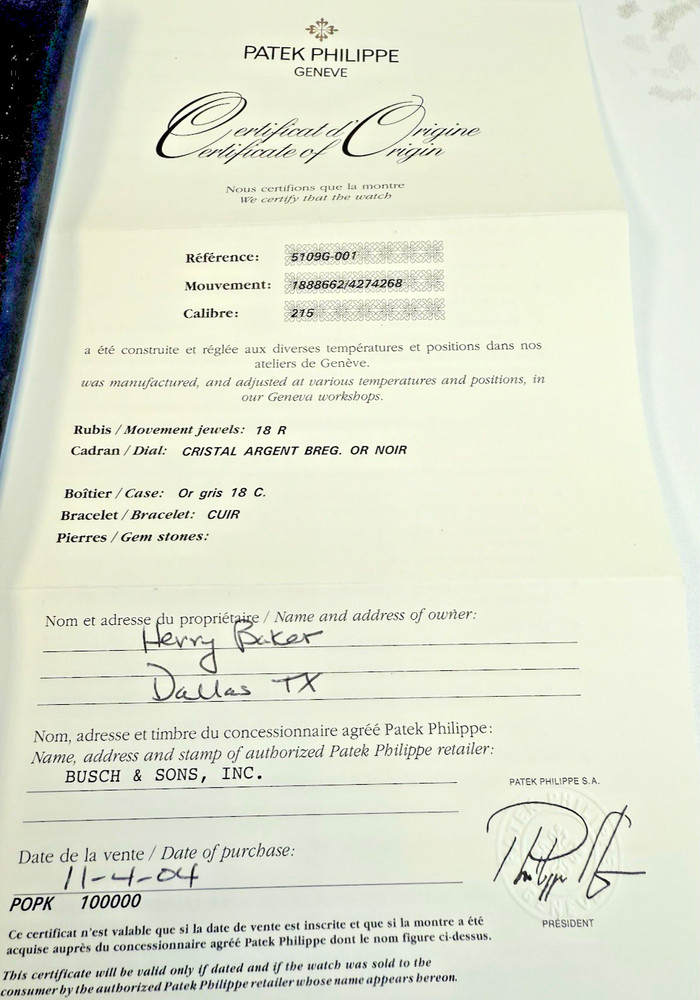 PATEK PHILIPPE
GENEVE
Certificat d'Origine
Certificate of Origin
Nous certifions que la montre
We certify that the watch
Référence: 5109G-001
Mouvement: 1888662/4274268
Calibre: 215
a été construite et réglée aux diverses températures et positions dans nos
ateliers de Genève.
was manufactured, and adjusted at various temperatures and positions, in
our Geneva workshops.
Rubis / Movement jewels: 18 R
Cadran / Dial: CRISTAL ARGENT BREG. OR NOIR
Boîtier / Case: Or gris 18 C.
Bracelet / Bracelet: CUIR
Pierres / Gem stones:
Nom et adresse du propriétaire / Name and address of owner:
Herry Baker
Dallas TX
Nom, adresse et timbre du concessionnaire agréé Patek Philippe:
Name, address and stamp of authorized Patek Philippe retailer:
BUSCH & SONS, INC.
PATEK PHILIPPE S.A.
Date de la vente / Date of purchase:
11-4-04
POPK 100000
PRÉSIDENT
Ce certificat n'est valable que si la date de vente est inscrite et que si la montre a été
acquise auprès du concessionnaire agréé Patek Philippe dont le nom figure ci-dessus.
This certificate will be valid only if dated and if the watch was sold to the
consumer by the authorized Patek Philippe retailer whose name appears hereon.